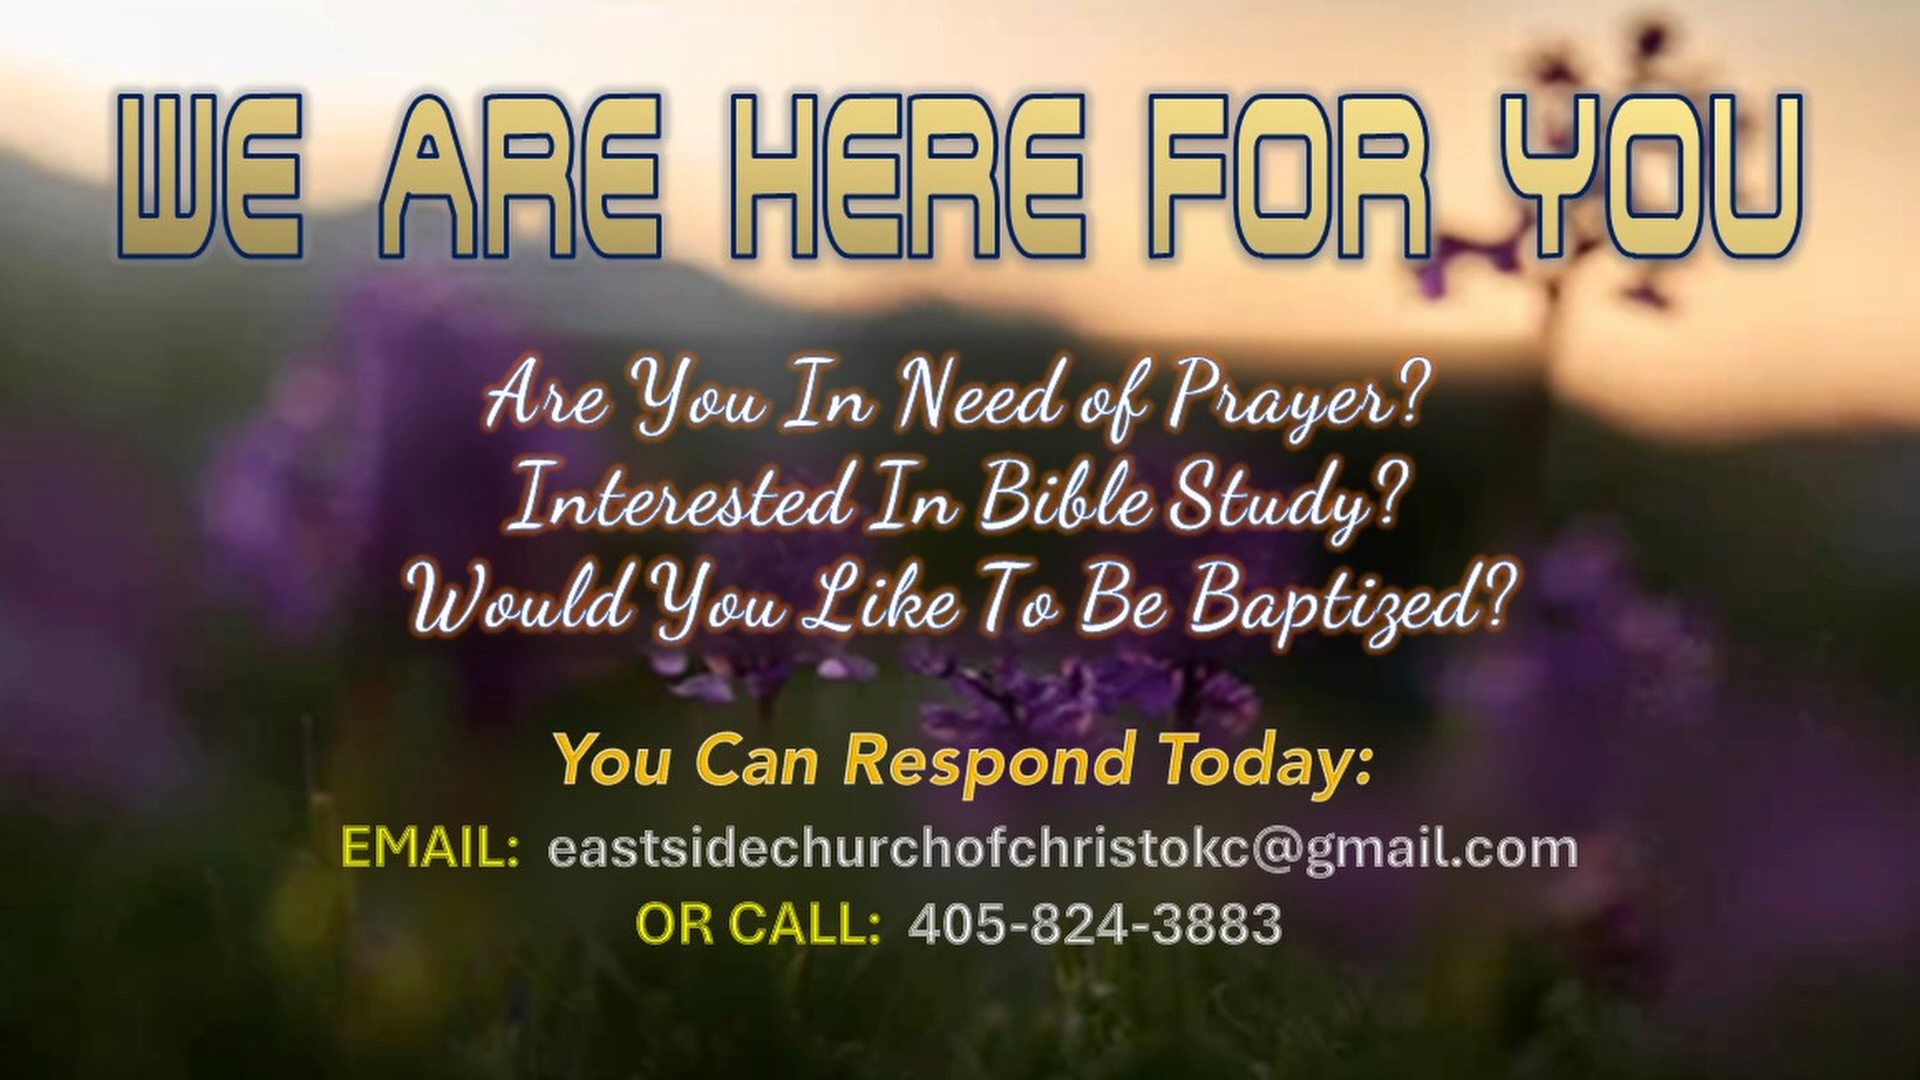 WE ARE HERE FOR YOU
Are You In Need of Prayer?
Interested In Bible Study?
Would You Like To Be Baptized?
You Can Respond Today:
EMAIL: eastsidechurchofchristokc@gmail.com
OR CALL: 405-824-3883